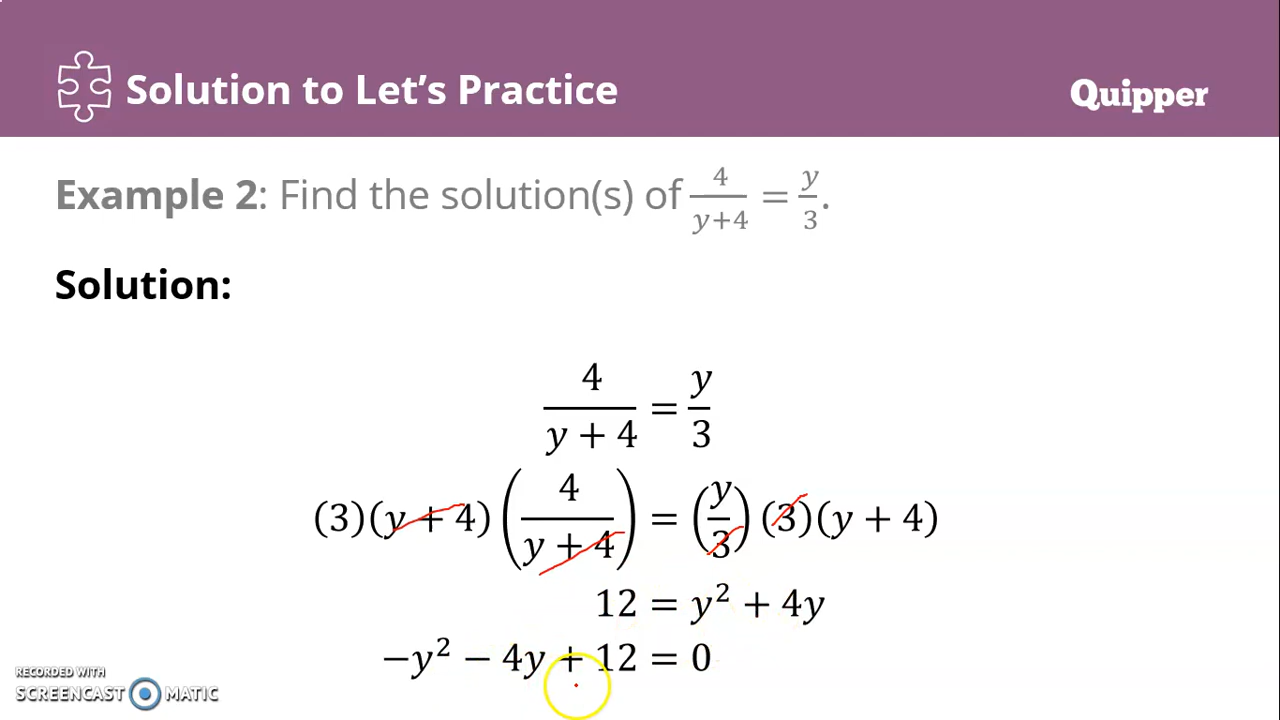 Solution to Let's Practice
Quipper
Example 2: Find the solution(s) of 4/(y+4) = y/3.
Solution:
4/(y + 4) = y/3
(3)(y + 4)(4/(y + 4)) = (y/3)(3)(y + 4)
12 = y² + 4y
−y² − 4y + 12 = 0
RECORDED WITH
SCREENCAST MATIC